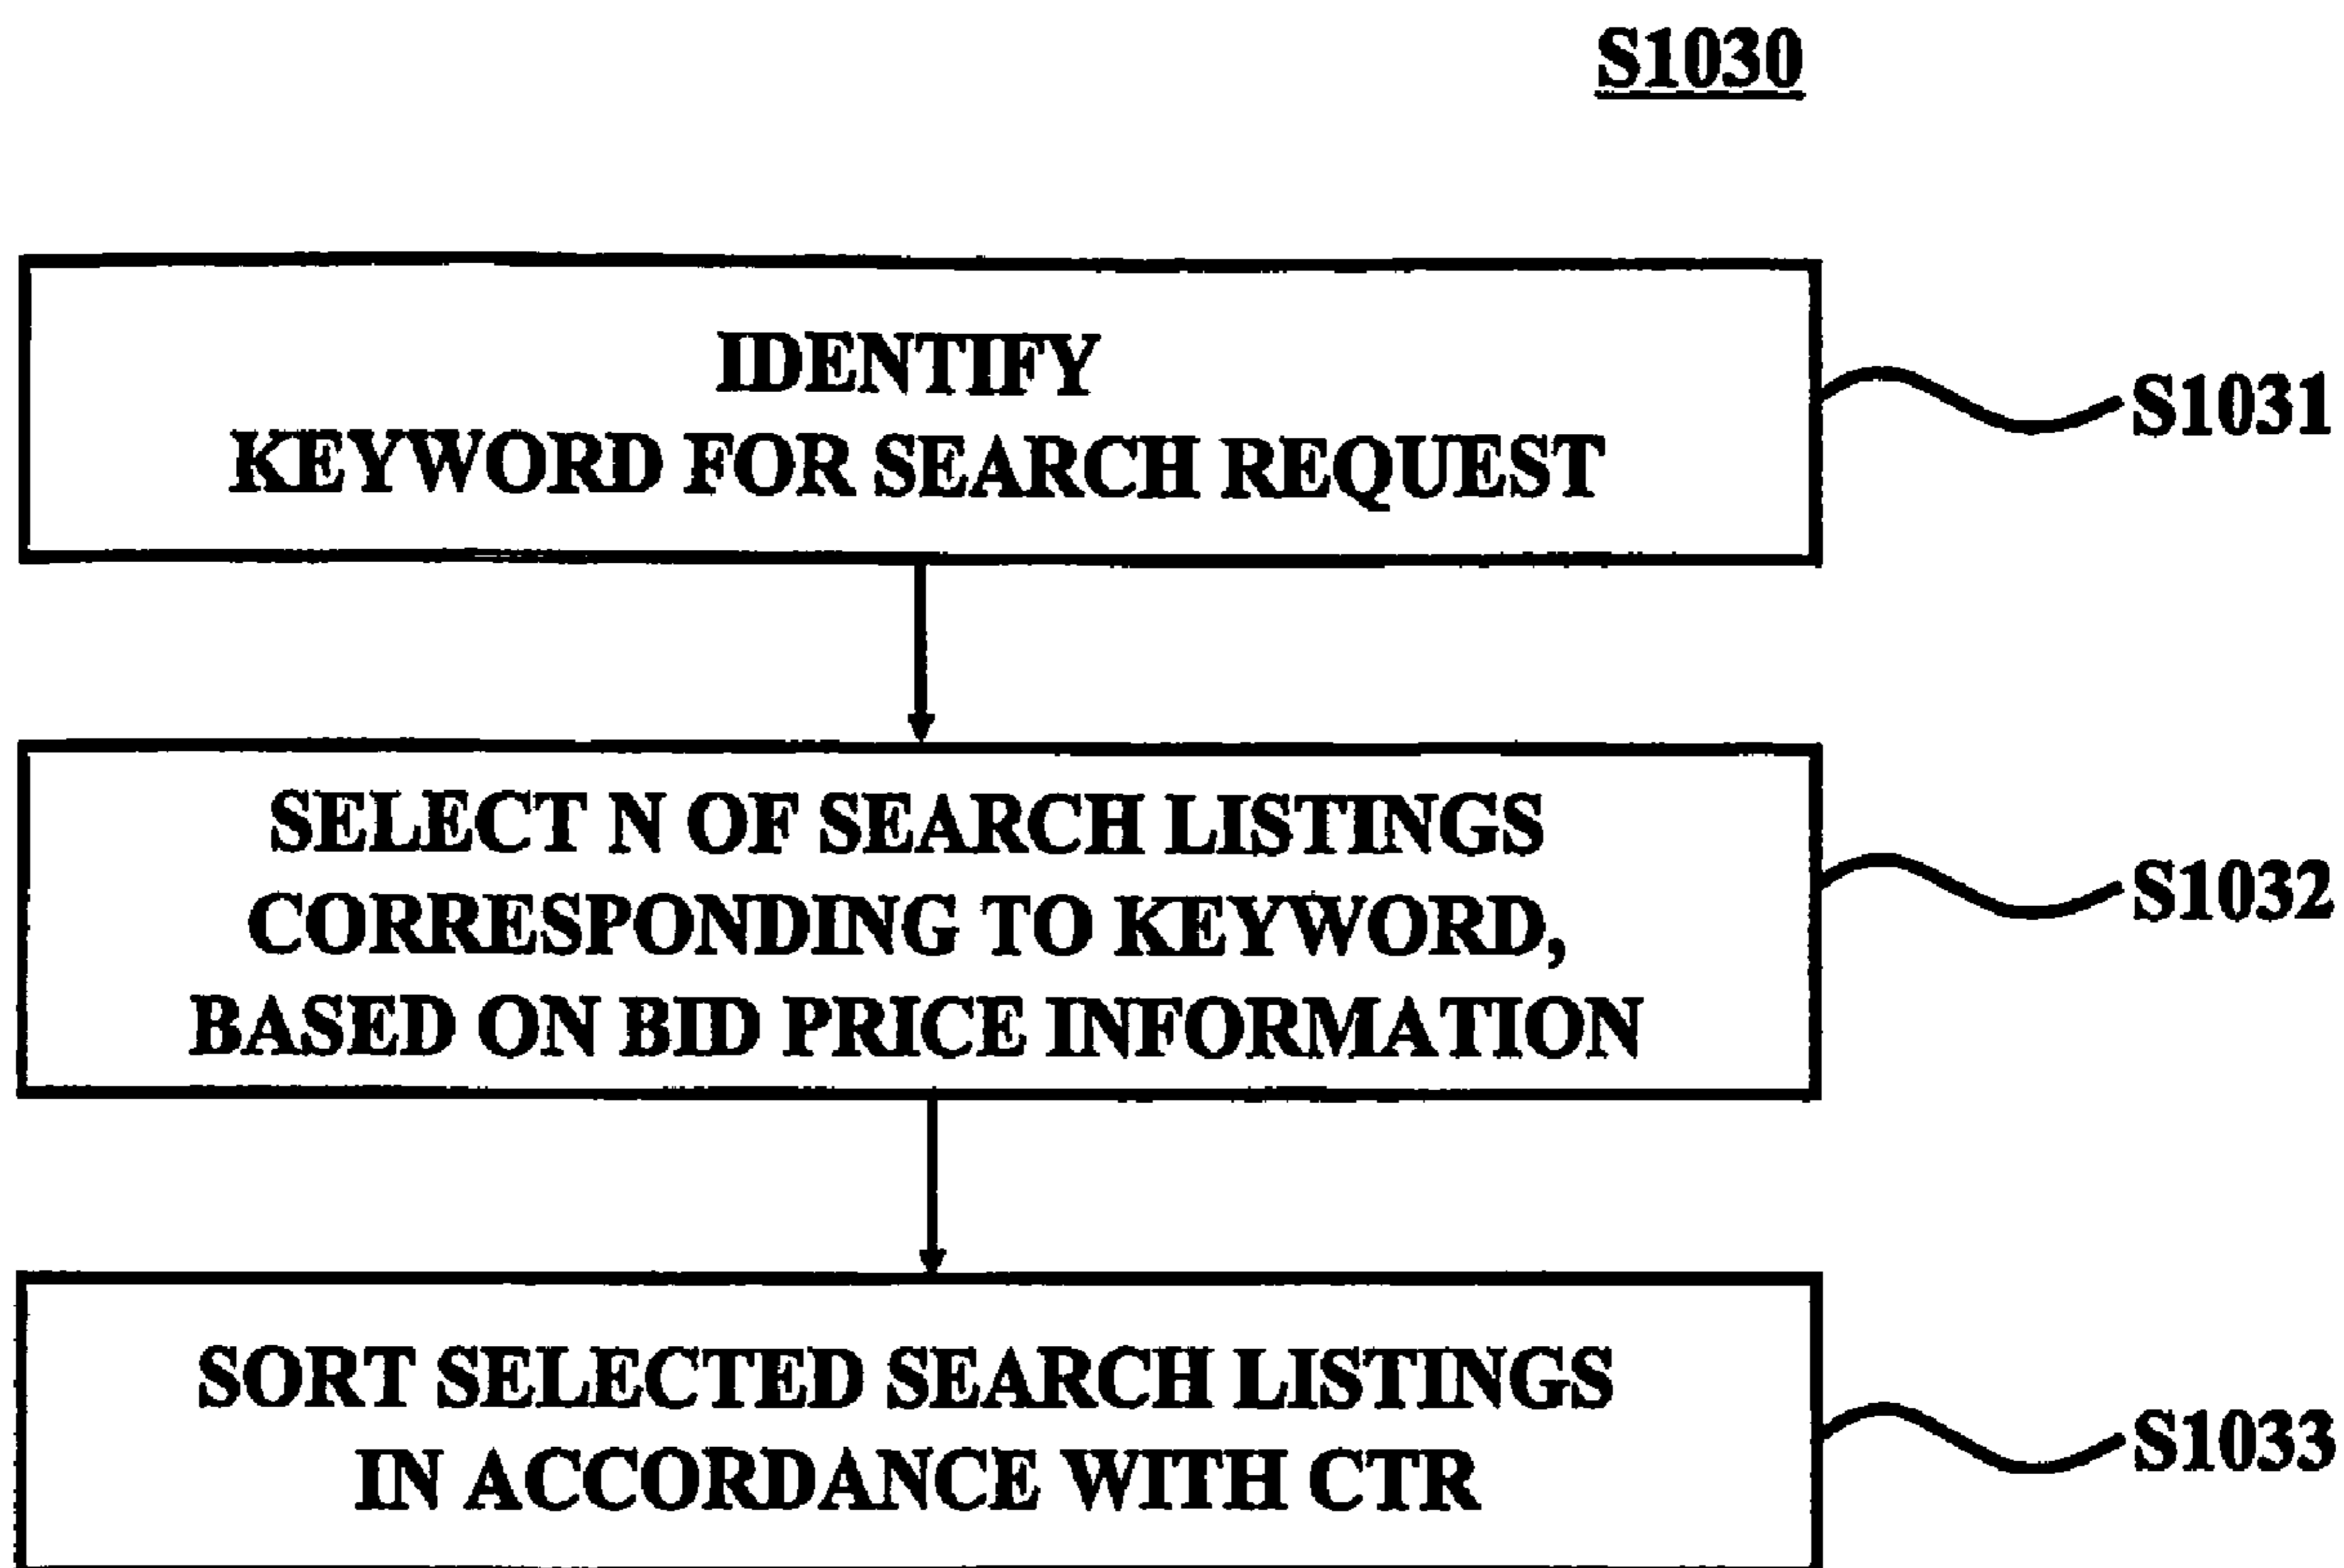 S1030
IDENTIFY
KEYWORD FOR SEARCH REQUEST
S1031
SELECT N OF SEARCH LISTINGS
CORRESPONDING TO KEYWORD,
BASED ON BID PRICE INFORMATION
S1032
SORT SELECTED SEARCH LISTINGS
IN ACCORDANCE WITH CTR
S1033